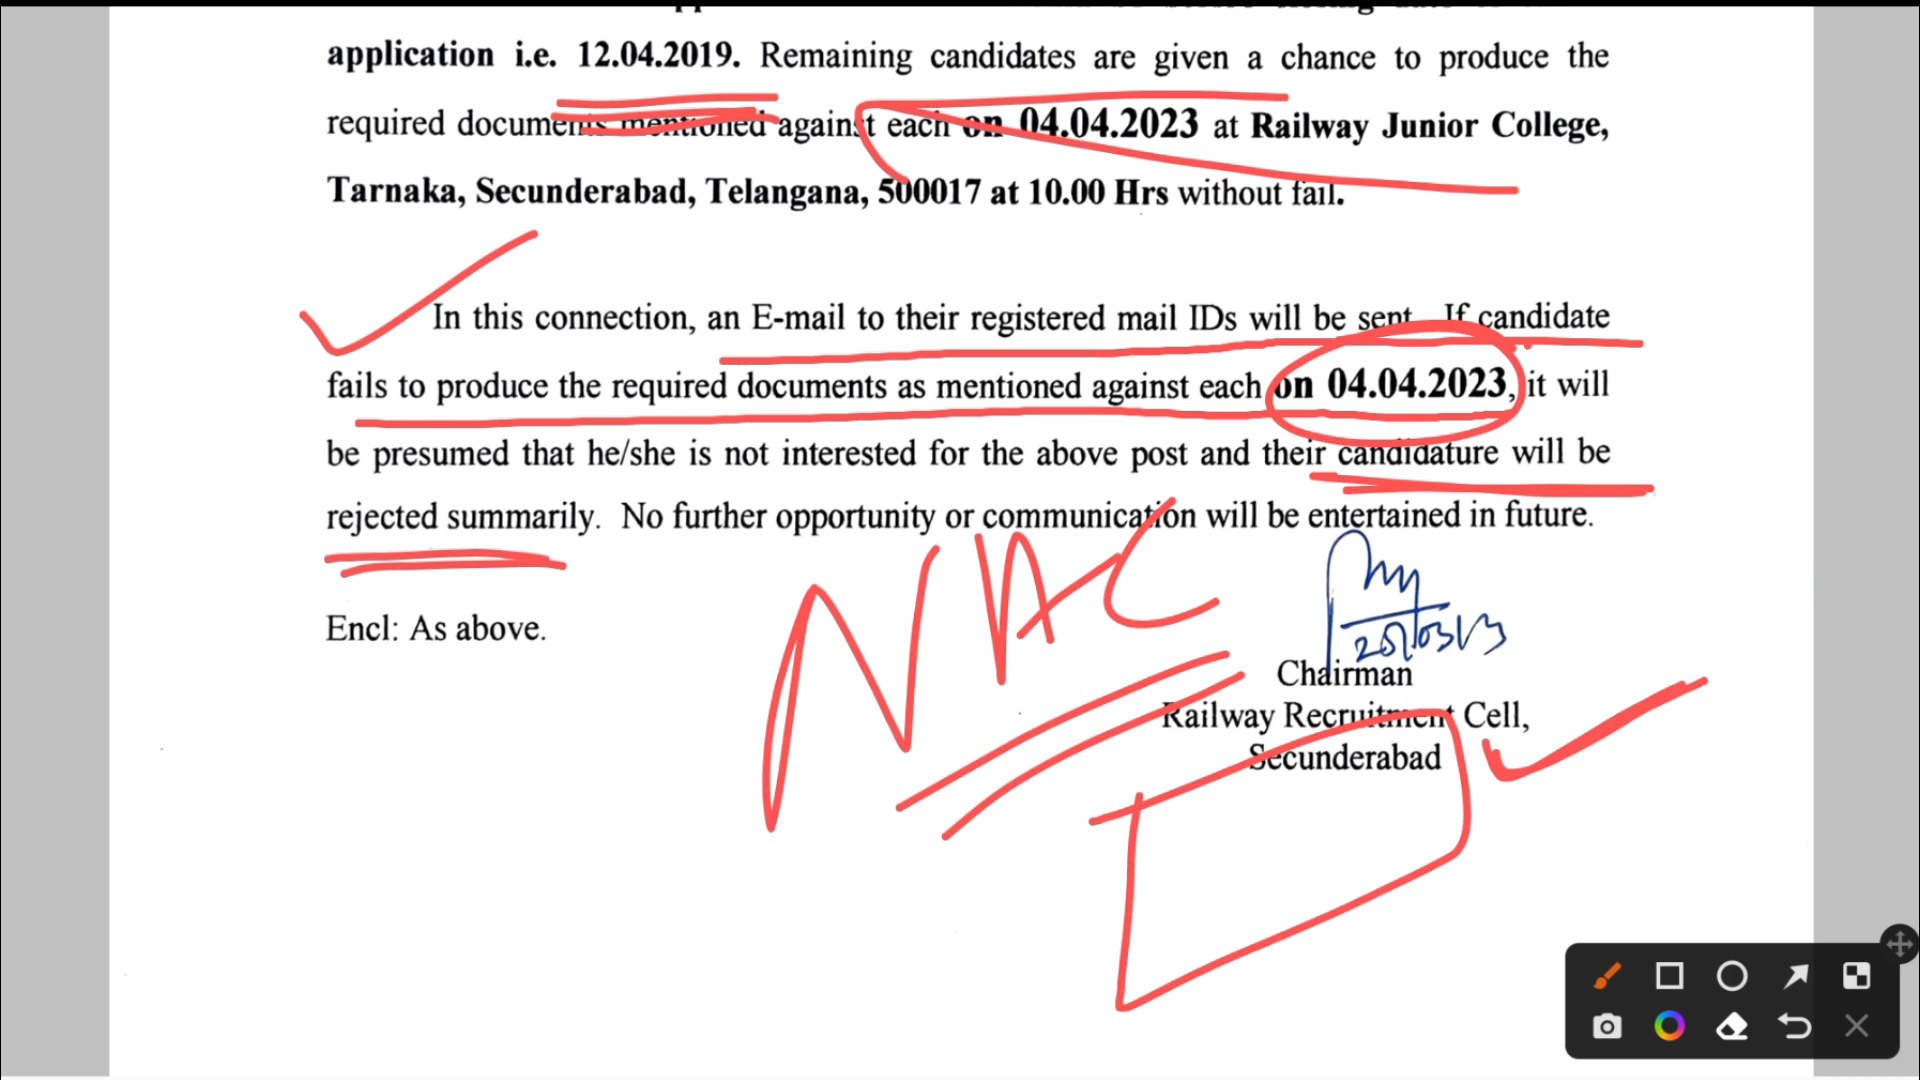 application i.e. 12.04.2019. Remaining candidates are given a chance to produce the
required documents mentioned against each on 04.04.2023 at Railway Junior College,
Tarnaka, Secunderabad, Telangana, 500017 at 10.00 Hrs without fail.
In this connection, an E-mail to their registered mail IDs will be sent. If candidate
fails to produce the required documents as mentioned against each on 04.04.2023, it will
be presumed that he/she is not interested for the above post and their candidature will be
rejected summarily. No further opportunity or communication will be entertained in future.
NAC
Encl: As above.
Chairman
Railway Recruitment Cell,
Secunderabad